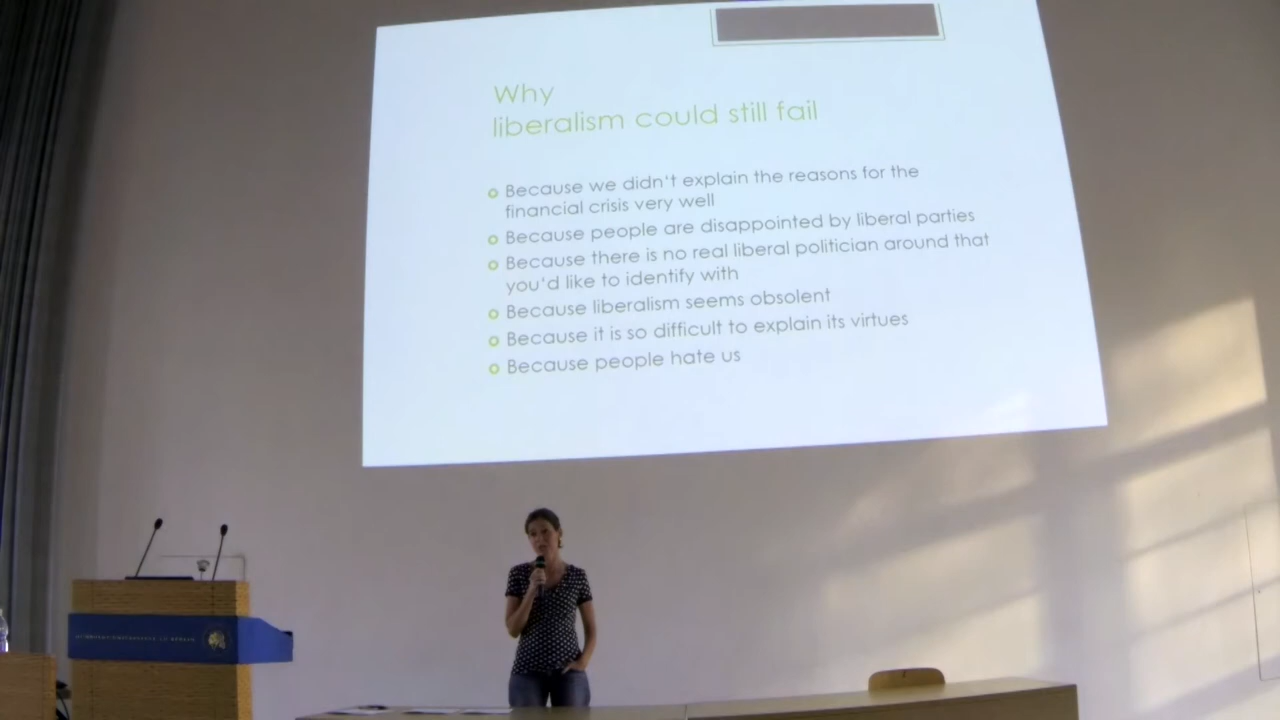 Why
liberalism could still fail
Because we didn't explain the reasons for the
financial crisis very well
Because people are disappointed by liberal parties
Because there is no real liberal politician around that
you'd like to identify with
Because liberalism seems obsolent
Because it is so difficult to explain its virtues
Because people hate us